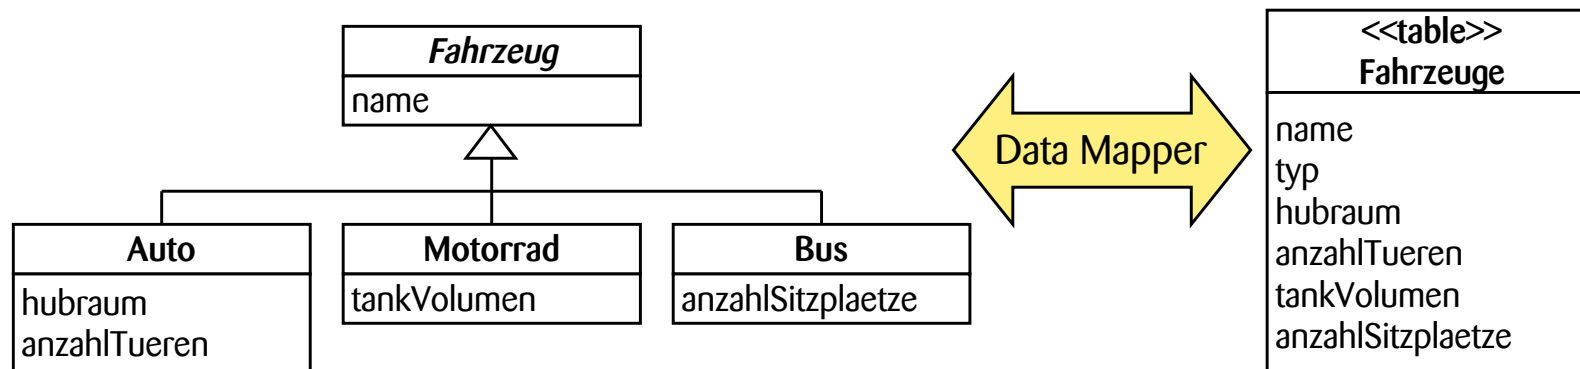 Fahrzeug
name
Auto
hubraum
anzahlTueren
Motorrad
tankVolumen
Bus
anzahlSitzplaetze
Data Mapper
<<table>>
Fahrzeuge
name
typ
hubraum
anzahlTueren
tankVolumen
anzahlSitzplaetze